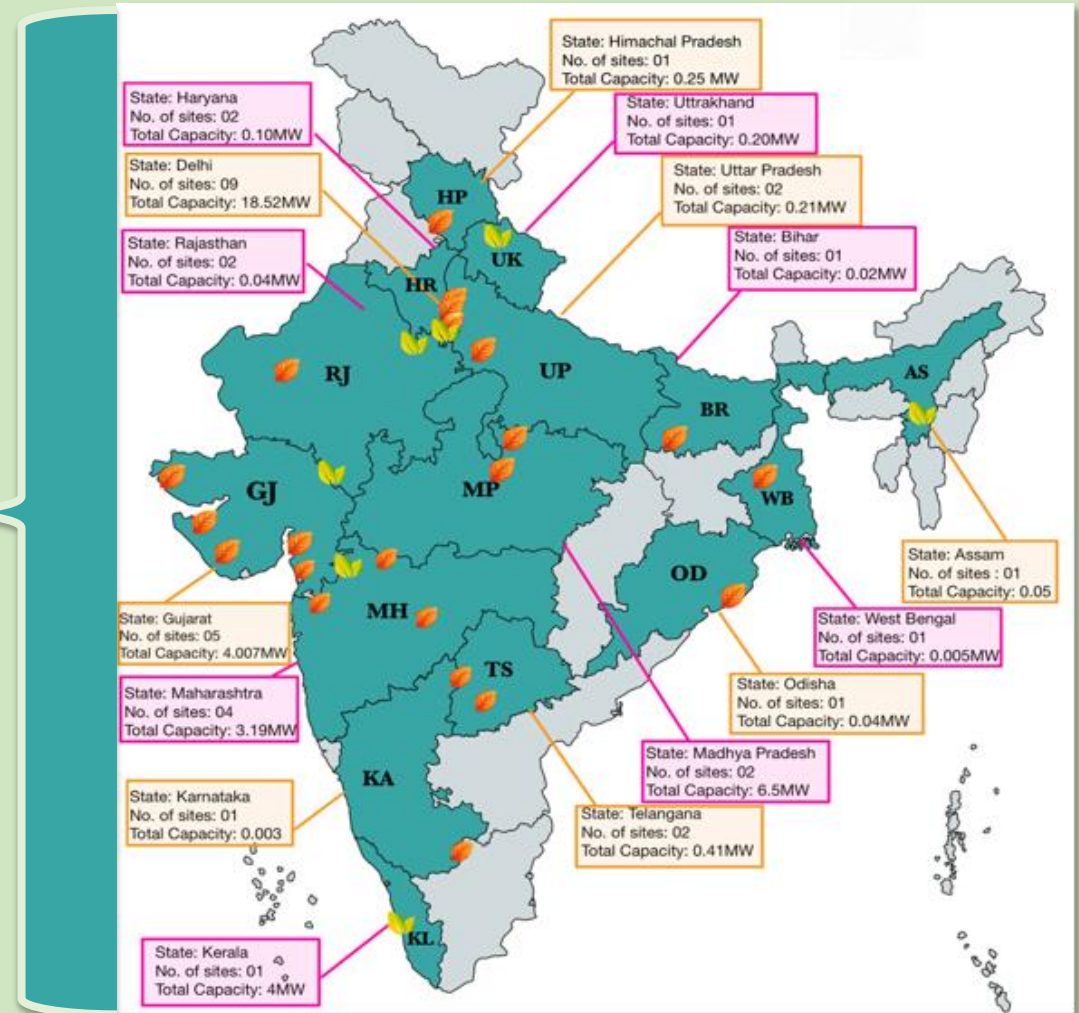 State: Himachal Pradesh
No. of sites: 01
Total Capacity: 0.25 MW
State: Haryana
No. of sites: 02
Total Capacity: 0.10MW
State: Uttrakhand
No. of sites: 01
Total Capacity: 0.20MW
State: Delhi
No. of sites: 09
Total Capacity: 18.52MW
State: Uttar Pradesh
No. of sites: 02
Total Capacity: 0.21MW
State: Rajasthan
No. of sites: 02
Total Capacity: 0.04MW
State: Bihar
No. of sites: 01
Total Capacity: 0.02MW
HP
UK
HR
RJ
UP
AS
BR
GJ
MP
WB
OD
MH
TS
KA
KL
State: Assam
No. of sites : 01
Total Capacity: 0.05
State: Gujarat
No. of sites: 05
Total Capacity: 4.007MW
State: West Bengal
No. of sites: 01
Total Capacity: 0.005MW
State: Maharashtra
No. of sites: 04
Total Capacity: 3.19MW
State: Odisha
No. of sites: 01
Total Capacity: 0.04MW
State: Madhya Pradesh
No. of sites: 02
Total Capacity: 6.5MW
State: Karnataka
No. of sites: 01
Total Capacity: 0.003
State: Telangana
No. of sites: 02
Total Capacity: 0.41MW
State: Kerala
No. of sites: 01
Total Capacity: 4MW